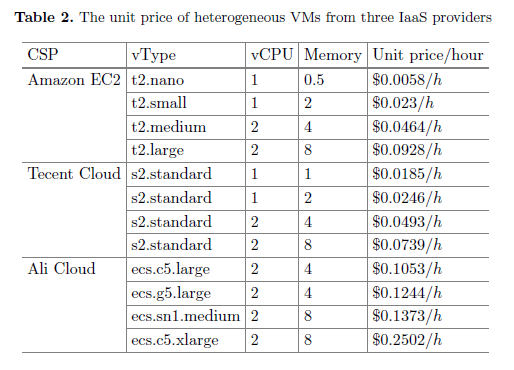 Table 2. The unit price of heterogeneous VMs from three IaaS providers
CSP vType vCPU Memory Unit price/hour
Amazon EC2 t2.nano 1 0.5 $0.0058/h
t2.small 1 2 $0.023/h
t2.medium 2 4 $0.0464/h
t2.large 2 8 $0.0928/h
Tecent Cloud s2.standard 1 1 $0.0185/h
s2.standard 1 2 $0.0246/h
s2.standard 2 4 $0.0493/h
s2.standard 2 8 $0.0739/h
Ali Cloud ecs.c5.large 2 4 $0.1053/h
ecs.g5.large 2 4 $0.1244/h
ecs.sn1.medium 2 8 $0.1373/h
ecs.c5.xlarge 2 8 $0.2502/h